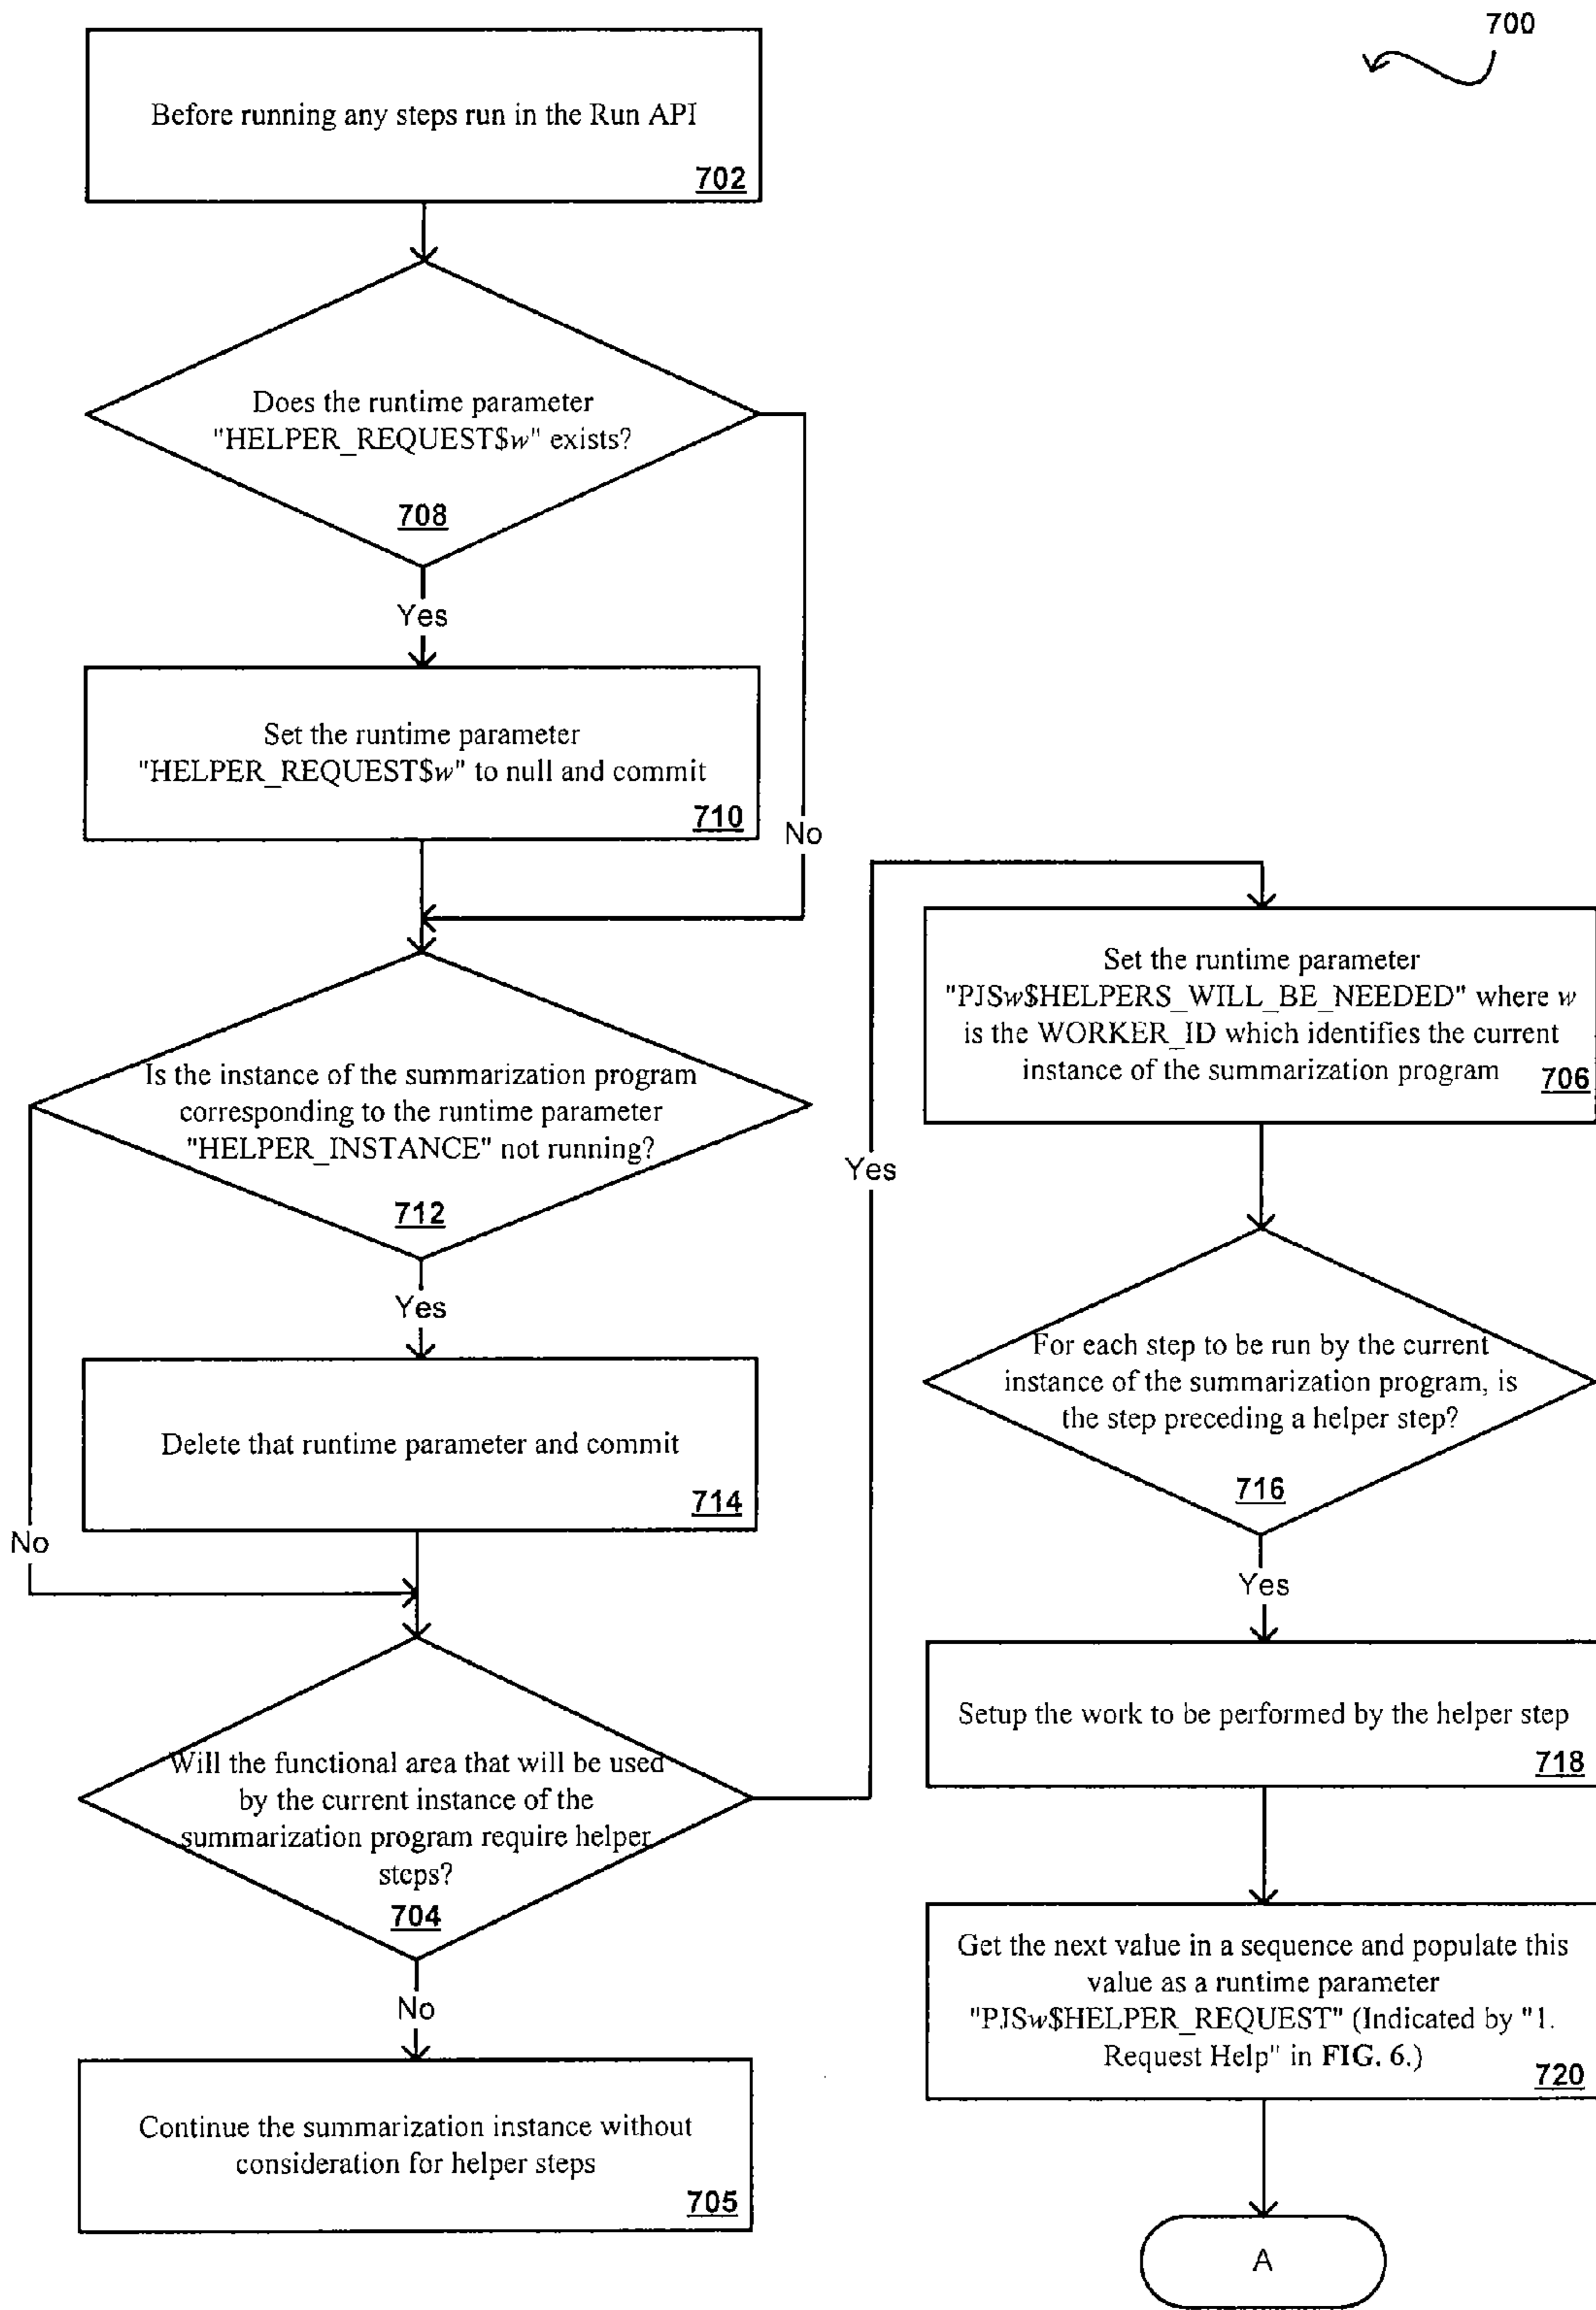 700
Before running any steps run in the Run API
702
Does the runtime parameter
"HELPER_REQUEST$w" exists?
708
Yes
Set the runtime parameter
"HELPER_REQUEST$w" to null and commit
710
No
Is the instance of the summarization program
corresponding to the runtime parameter
"HELPER_INSTANCE" not running?
712
Yes
Delete that runtime parameter and commit
714
No
Will the functional area that will be used
by the current instance of the
summarization program require helper
steps?
704
No
Continue the summarization instance without
consideration for helper steps
705
Yes
Set the runtime parameter
"PJS$w$HELPERS_WILL_BE_NEEDED" where w
is the WORKER_ID which identifies the current
instance of the summarization program
706
For each step to be run by the current
instance of the summarization program, is
the step preceding a helper step?
716
Yes
Setup the work to be performed by the helper step
718
Get the next value in a sequence and populate this
value as a runtime parameter
"PJS$w$HELPER_REQUEST" (Indicated by "1.
Request Help" in FIG. 6.)
720
A